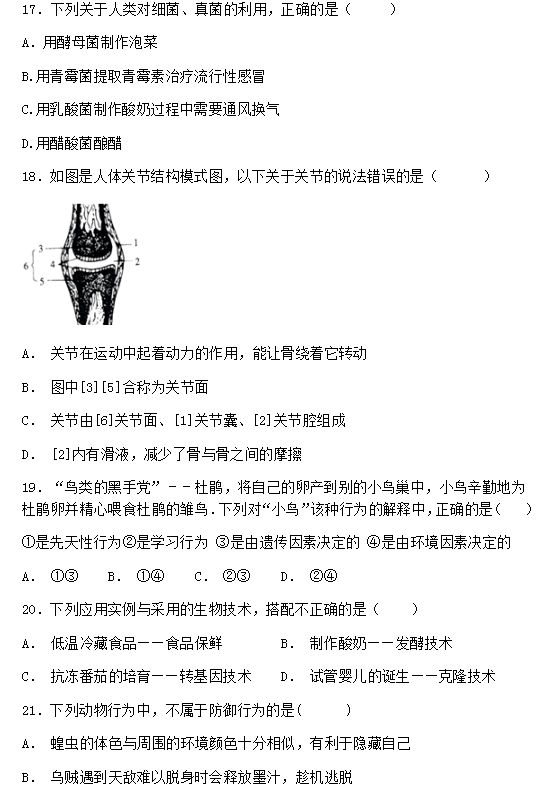 17．下列关于人类对细菌、真菌的利用，正确的是（　　）
A．用酵母菌制作泡菜
B.用青霉菌提取青霉素治疗流行性感冒
C.用乳酸菌制作酸奶过程中需要通风换气
D.用醋酸菌酿醋
18．如图是人体关节结构模式图，以下关于关节的说法错误的是（　　）
3 1
4 2
6
5
A． 关节在运动中起着动力的作用，能让骨绕着它转动
B． 图中[3][5]合称为关节面
C． 关节由[6]关节面、[1]关节囊、[2]关节腔组成
D． [2]内有滑液，减少了骨与骨之间的摩擦
19．“鸟类的黑手党”－－杜鹃，将自己的卵产到别的小鸟巢中，小鸟辛勤地为
杜鹃卵并精心喂食杜鹃的雏鸟.下列对“小鸟”该种行为的解释中,正确的是(　)
①是先天性行为②是学习行为 ③是由遗传因素决定的 ④是由环境因素决定的
A． ①③ B． ①④ C． ②③ D． ②④
20．下列应用实例与采用的生物技术，搭配不正确的是（　　）
A． 低温冷藏食品——食品保鲜 B． 制作酸奶——发酵技术
C． 抗冻番茄的培育——转基因技术 D． 试管婴儿的诞生——克隆技术
21．下列动物行为中，不属于防御行为的是(　　)
A． 蝗虫的体色与周围的环境颜色十分相似，有利于隐藏自己
B． 乌贼遇到天敌难以脱身时会释放墨汁，趁机逃脱